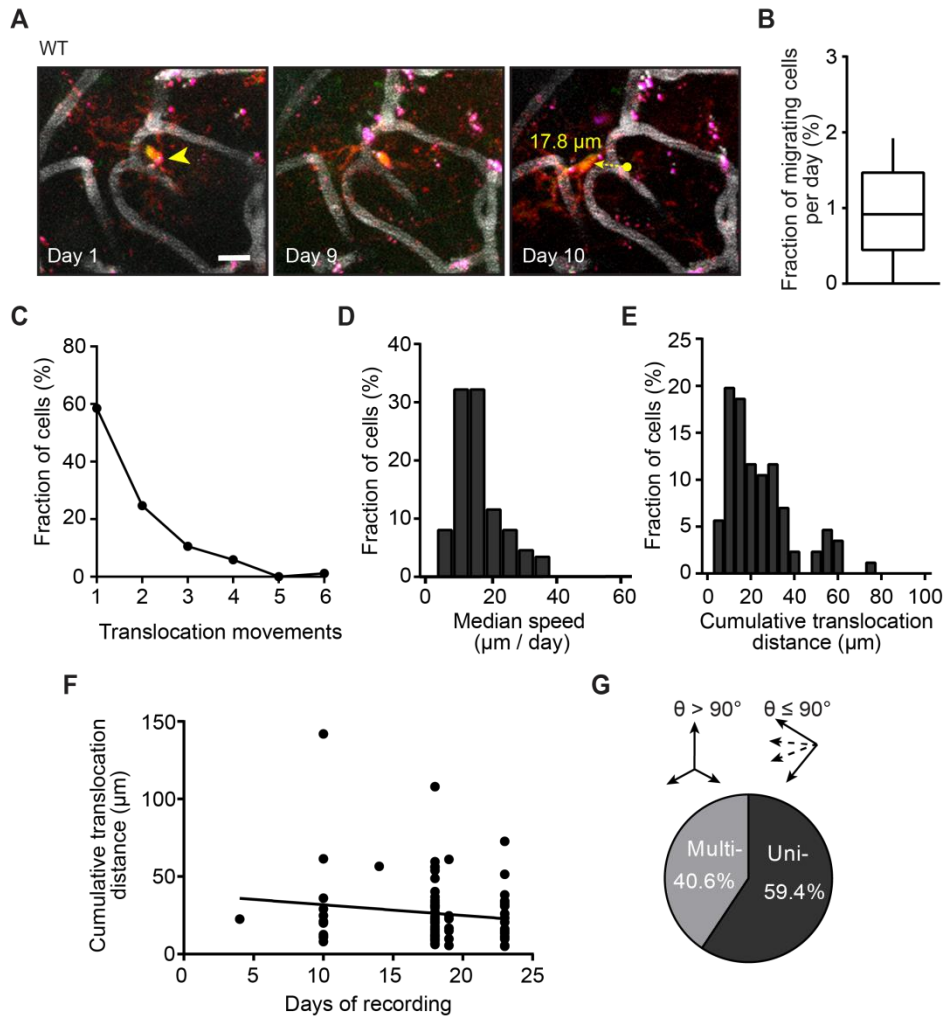 A
WT
Day 1
Day 9
17.8 µm
Day 10
B
Fraction of migrating cells
per day (%)
3
2
1
0
C
Fraction of cells (%)
80
60
40
20
0
1 2 3 4 5 6
Translocation movements
D
Fraction of cells (%)
40
30
20
10
0
0 20 40 60
Median speed
(µm / day)
E
Fraction of cells (%)
25
20
15
10
5
0
0 20 40 60 80 100
Cumulative translocation
distance (µm)
F
Cumulative translocation
distance (µm)
150
100
50
0
0 5 10 15 20 25
Days of recording
G
θ > 90° θ ≤ 90°
Multi-
40.6%
Uni-
59.4%